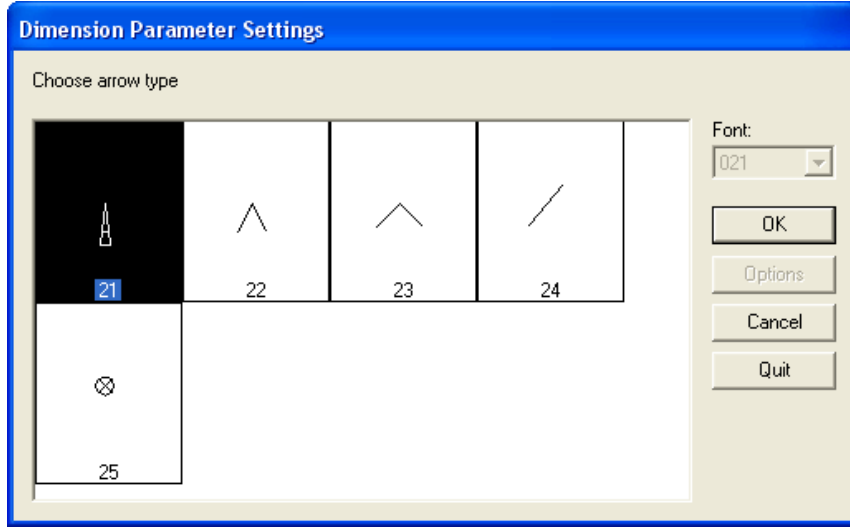 Dimension Parameter Settings
Choose arrow type
Font:
021
21
22
23
24
25
OK
Options
Cancel
Quit